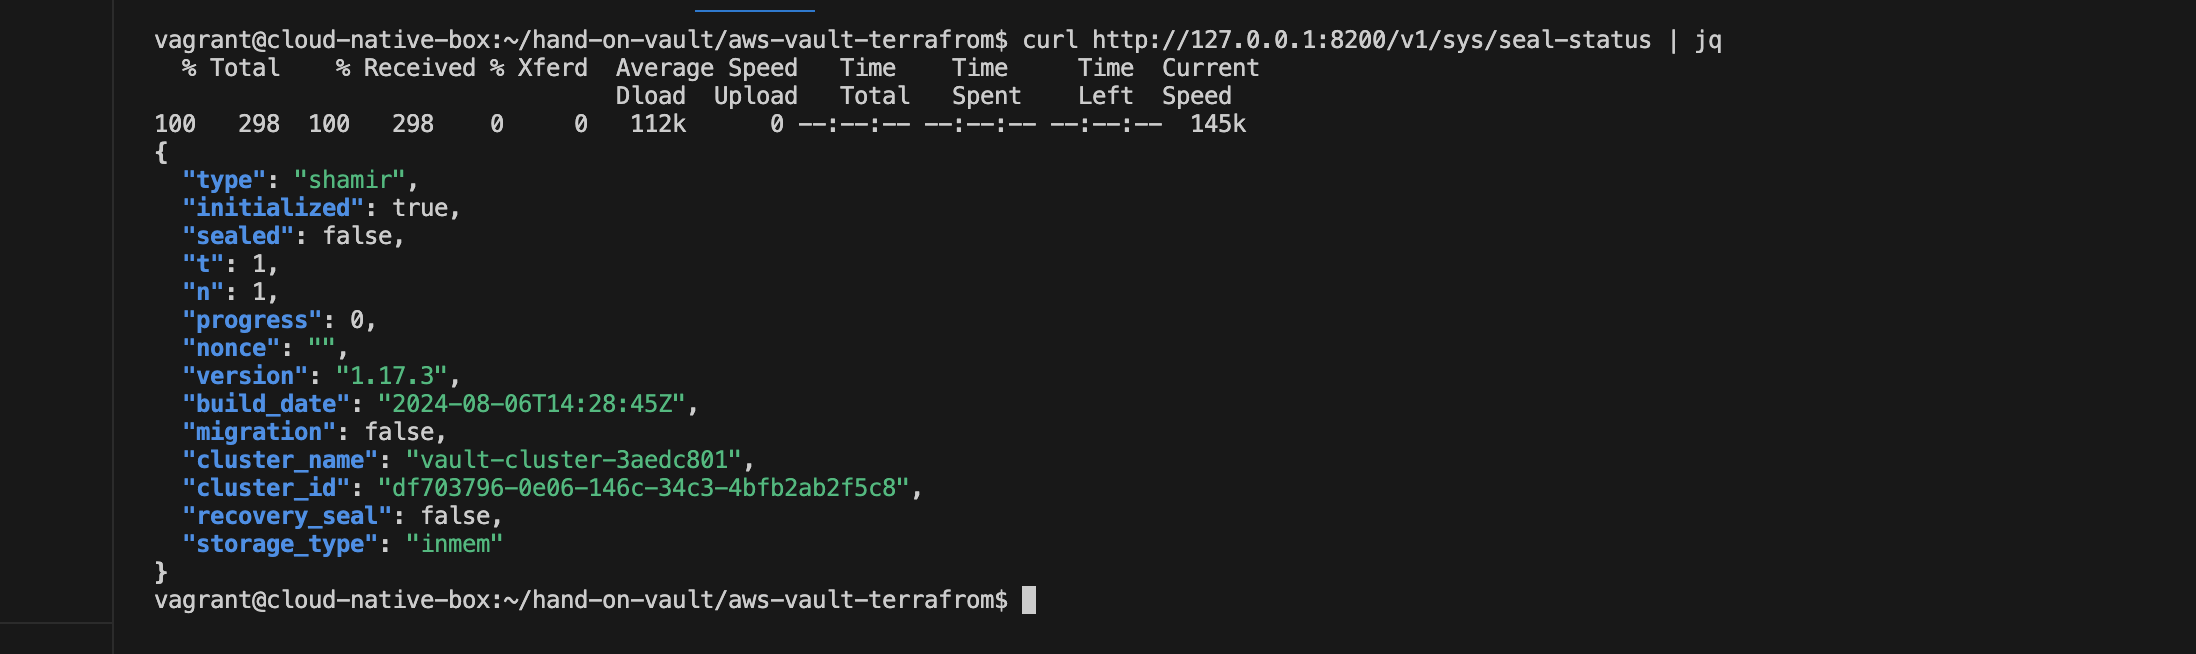 vagrant@cloud-native-box:~/hand-on-vault/aws-vault-terrafrom$ curl http://127.0.0.1:8200/v1/sys/seal-status | jq
  % Total    % Received % Xferd  Average Speed   Time    Time     Time  Current
                                 Dload  Upload   Total   Spent    Left  Speed
100   298  100   298    0     0   112k      0 --:--:-- --:--:-- --:--:--  145k
{
  "type": "shamir",
  "initialized": true,
  "sealed": false,
  "t": 1,
  "n": 1,
  "progress": 0,
  "nonce": "",
  "version": "1.17.3",
  "build_date": "2024-08-06T14:28:45Z",
  "migration": false,
  "cluster_name": "vault-cluster-3aedc801",
  "cluster_id": "df703796-0e06-146c-34c3-4bfb2ab2f5c8",
  "recovery_seal": false,
  "storage_type": "inmem"
}
vagrant@cloud-native-box:~/hand-on-vault/aws-vault-terrafrom$